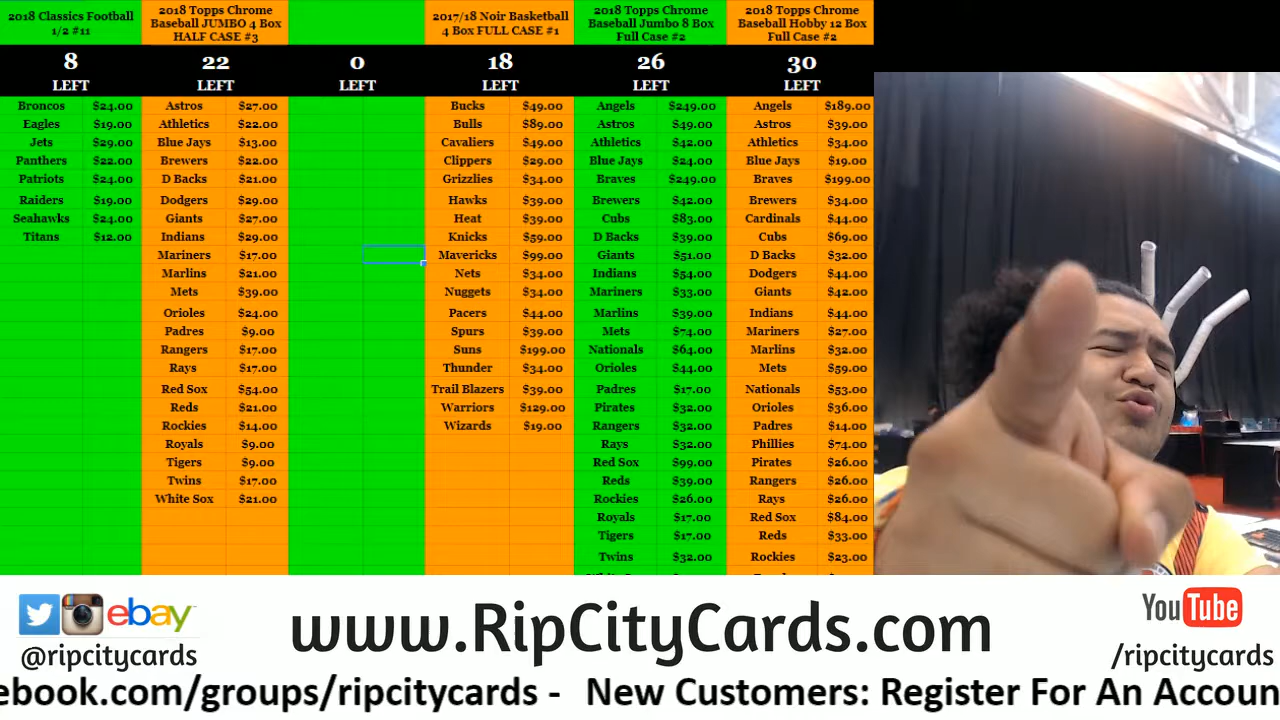 2018 Classics Football
1/2 #11
8
LEFT
Broncos $24.00
Eagles $19.00
Jets $29.00
Panthers $22.00
Patriots $24.00
Raiders $19.00
Seahawks $24.00
Titans $12.00
2018 Topps Chrome
Baseball JUMBO 4 Box
HALF CASE #3
22
LEFT
Astros $27.00
Athletics $22.00
Blue Jays $13.00
Brewers $22.00
D Backs $21.00
Dodgers $29.00
Giants $27.00
Indians $29.00
Mariners $17.00
Marlins $21.00
Mets $39.00
Orioles $24.00
Padres $9.00
Rangers $17.00
Rays $17.00
Red Sox $54.00
Reds $21.00
Rockies $14.00
Royals $9.00
Tigers $9.00
Twins $17.00
White Sox $21.00
0
LEFT
2017/18 Noir Basketball
4 Box FULL CASE #1
18
LEFT
Bucks $49.00
Bulls $89.00
Cavaliers $49.00
Clippers $29.00
Grizzlies $34.00
Hawks $39.00
Heat $39.00
Knicks $59.00
Mavericks $99.00
Nets $34.00
Nuggets $34.00
Pacers $44.00
Spurs $39.00
Suns $199.00
Thunder $34.00
Trail Blazers $39.00
Warriors $129.00
Wizards $19.00
2018 Topps Chrome
Baseball Jumbo 8 Box
Full Case #2
26
LEFT
Angels $249.00
Astros $49.00
Athletics $42.00
Blue Jays $24.00
Braves $249.00
Brewers $42.00
Cubs $83.00
D Backs $39.00
Giants $51.00
Indians $54.00
Mariners $33.00
Marlins $39.00
Mets $74.00
Nationals $64.00
Orioles $44.00
Padres $17.00
Pirates $32.00
Rangers $32.00
Rays $32.00
Red Sox $99.00
Reds $39.00
Rockies $26.00
Royals $17.00
Tigers $17.00
Twins $32.00
2018 Topps Chrome
Baseball Hobby 12 Box
Full Case #2
30
LEFT
Angels $189.00
Astros $39.00
Athletics $34.00
Blue Jays $19.00
Braves $199.00
Brewers $34.00
Cardinals $44.00
Cubs $69.00
D Backs $32.00
Dodgers $44.00
Giants $42.00
Indians $44.00
Mariners $27.00
Marlins $32.00
Mets $59.00
Nationals $53.00
Orioles $36.00
Padres $14.00
Phillies $74.00
Pirates $26.00
Rangers $26.00
Rays $26.00
Red Sox $84.00
Reds $33.00
Rockies $23.00
ebay
@ripcitycards
www.RipCityCards.com
YouTube
/ripcitycards
ebook.com/groups/ripcitycards - New Customers: Register For An Accoun